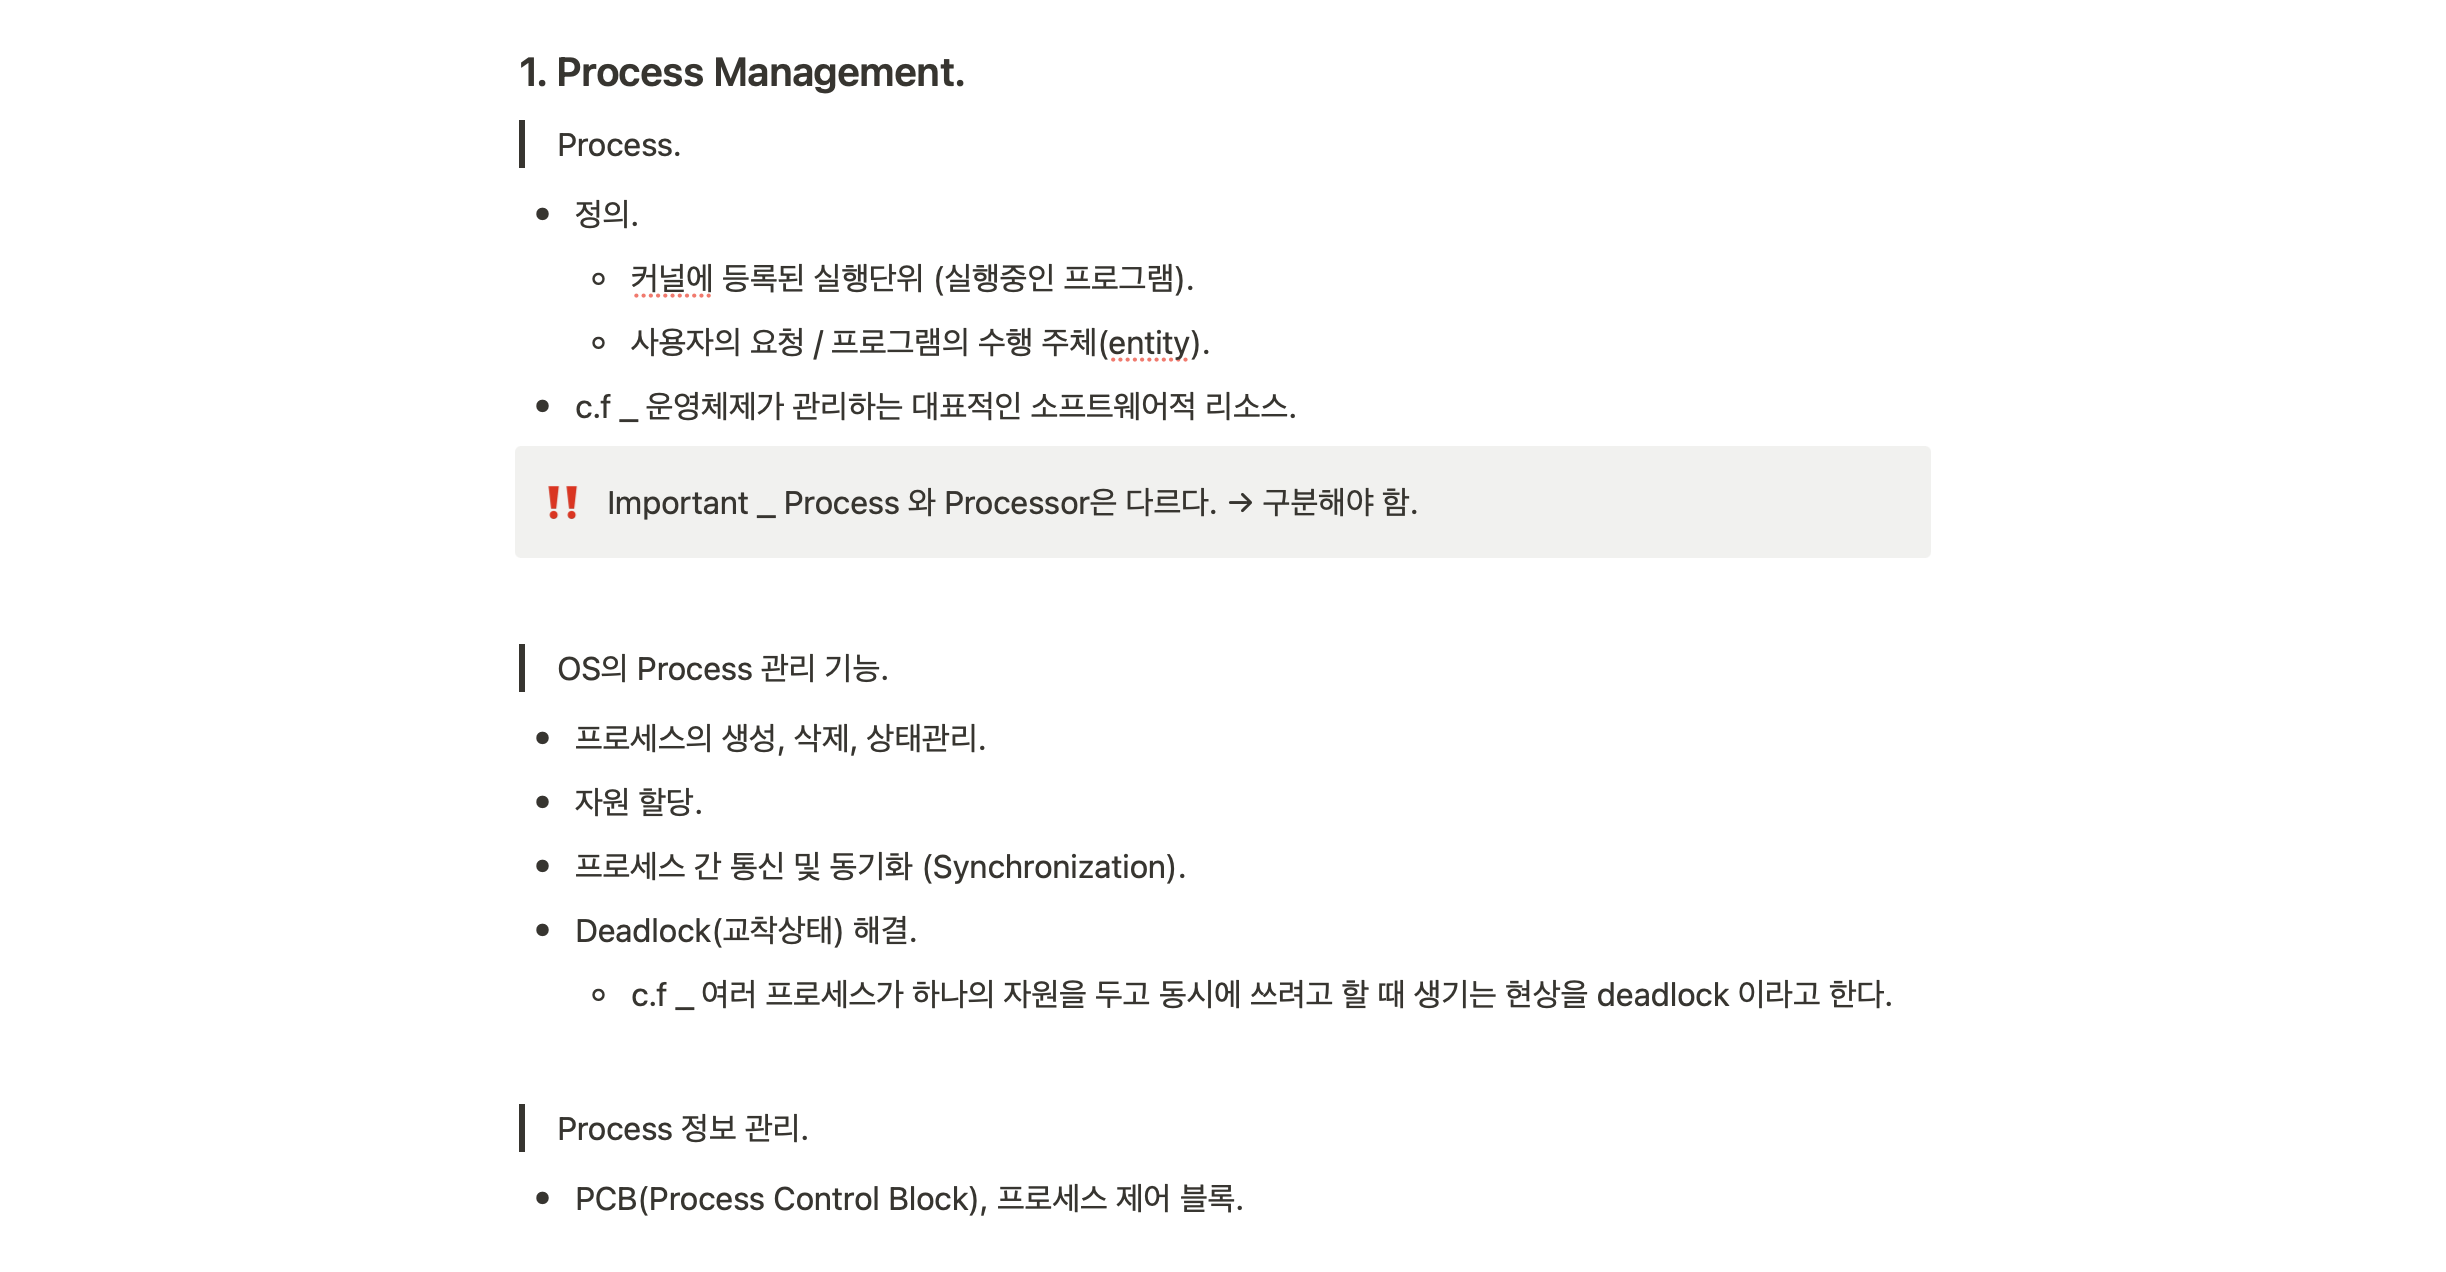 1. Process Management.
Process.
정의.
커널에 등록된 실행단위 (실행중인 프로그램).
사용자의 요청 / 프로그램의 수행 주체(entity).
c.f _ 운영체제가 관리하는 대표적인 소프트웨어적 리소스.
‼️ Important _ Process 와 Processor은 다르다. → 구분해야 함.
OS의 Process 관리 기능.
프로세스의 생성, 삭제, 상태관리.
자원 할당.
프로세스 간 통신 및 동기화 (Synchronization).
Deadlock(교착상태) 해결.
c.f _ 여러 프로세스가 하나의 자원을 두고 동시에 쓰려고 할 때 생기는 현상을 deadlock 이라고 한다.
Process 정보 관리.
PCB(Process Control Block), 프로세스 제어 블록.